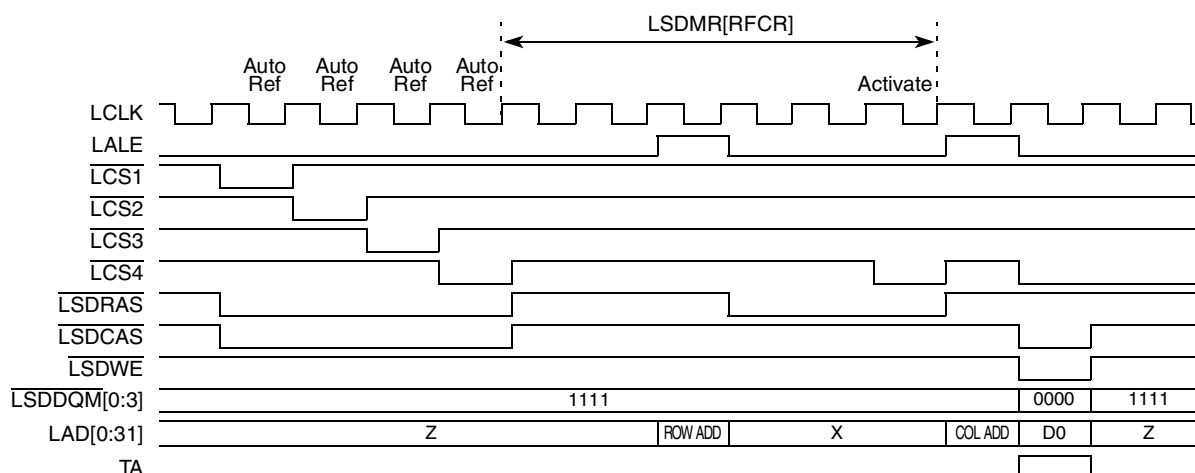 LSDMR[RFCR]
Auto Ref Auto Ref Auto Ref Auto Ref
Activate
LCLK
LALE
LCS1
LCS2
LCS3
LCS4
LSDRAS
LSDCAS
LSDWE
LSDDQM[0:3] 1111 0000 1111
LAD[0:31] Z ROW ADD X COL ADD D0 Z
TA